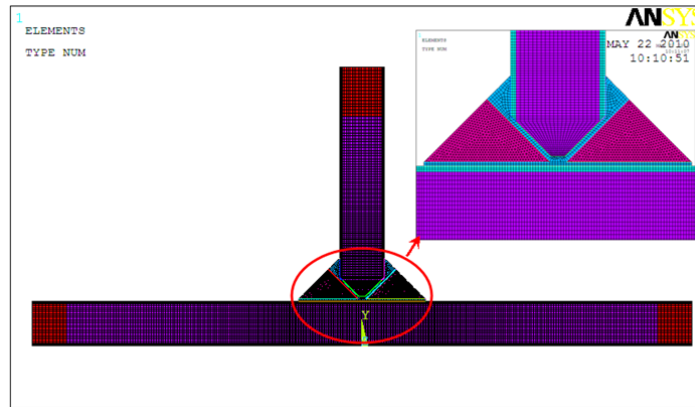 1
ELEMENTS
TYPE NUM
ANSYS
MAY 22 2010
10:10:51
ELEMENTS
TYPE NUM
ANSYS
Y